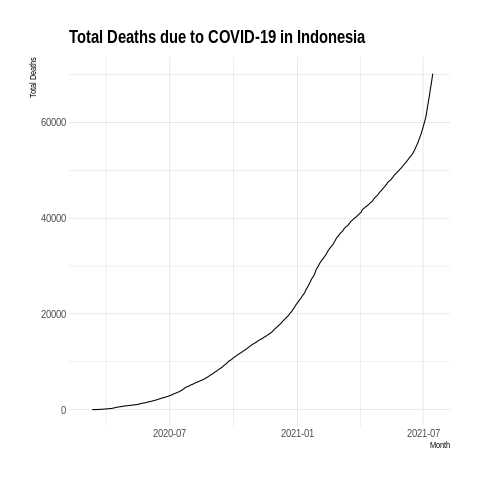 Total Deaths due to COVID-19 in Indonesia
Total Deaths
60000
40000
20000
0
2020-07
2021-01
2021-07
Month